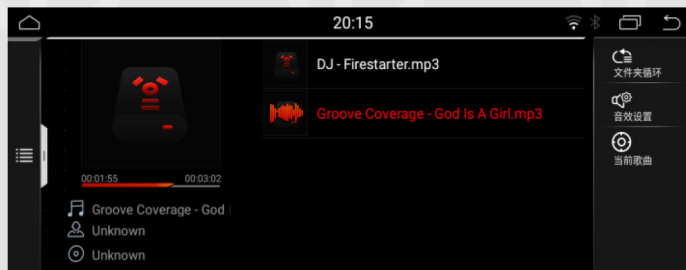 20:15
DJ - Firestarter.mp3
Groove Coverage - God Is A Girl.mp3
00:01:55
00:03:02
Groove Coverage - God
Unknown
Unknown
文件夹循环
音效设置
当前歌曲